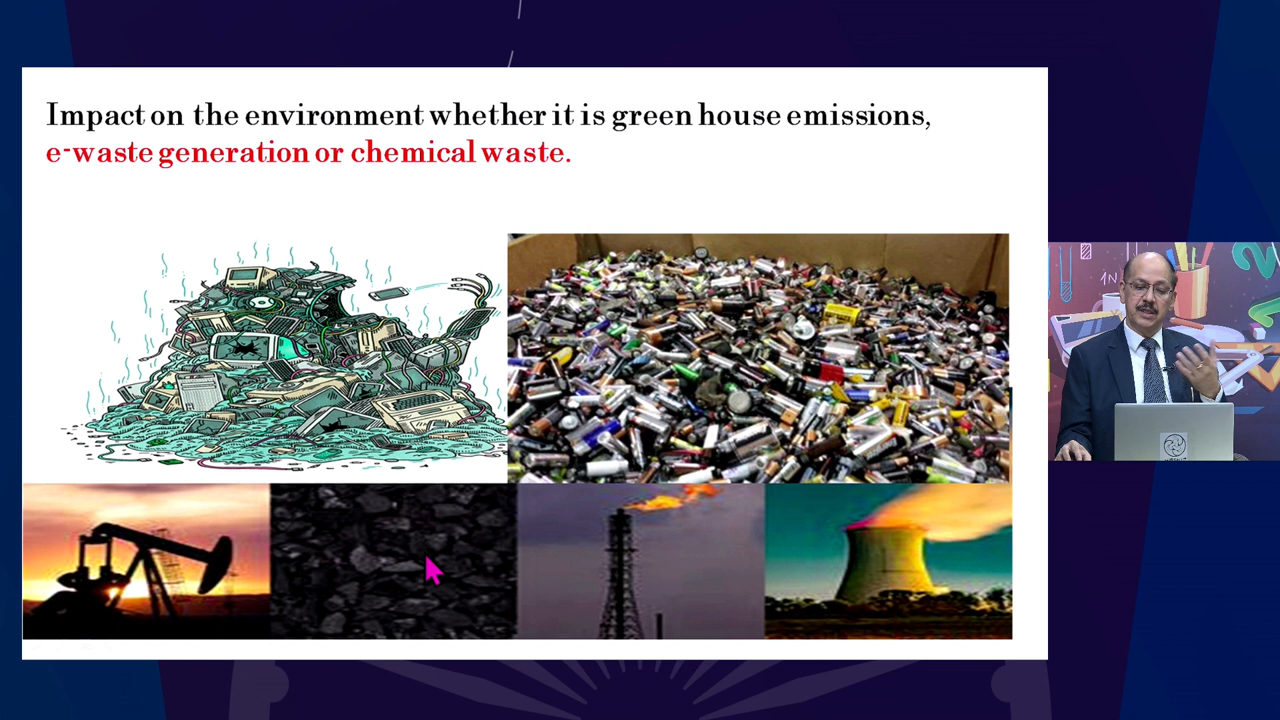 Impact on the environment whether it is green house emissions,
e-waste generation or chemical waste.